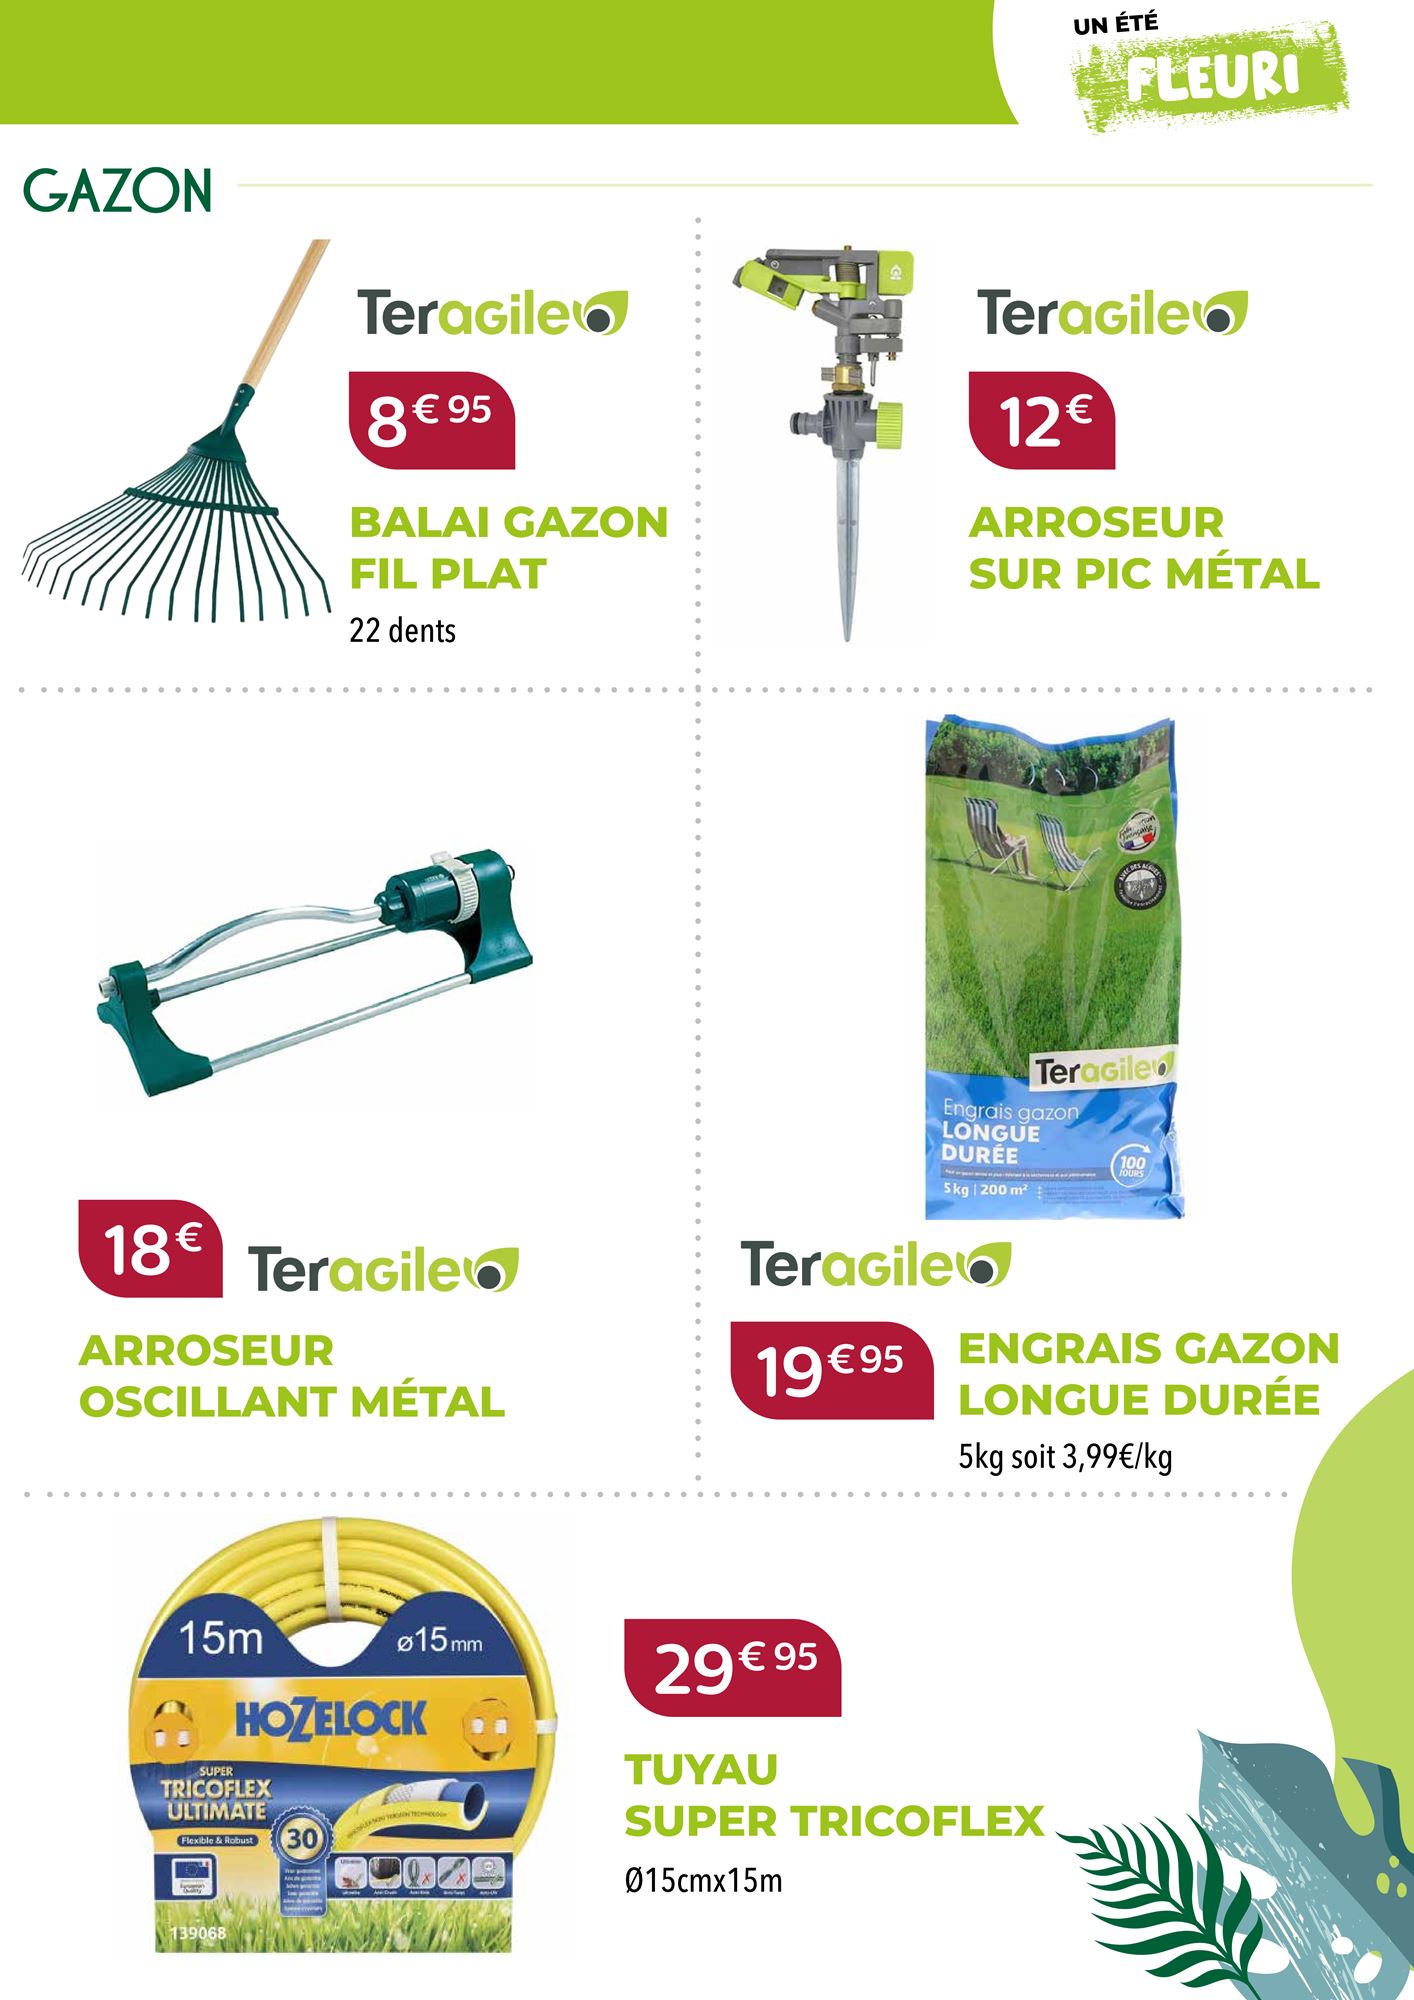 UN ÉTÉ
FLEURI
GAZON
Teragile
8€95
BALAI GAZON
FIL PLAT
22 dents
Teragile
12€
ARROSEUR
SUR PIC MÉTAL
18€
Teragile
ARROSEUR
OSCILLANT MÉTAL
Teragile
Engrais gazon
LONGUE
DURÉE
100
JOURS
5kg | 200 m²
Teragile
19€95
ENGRAIS GAZON
LONGUE DURÉE
5kg soit 3,99€/kg
15m
ø15mm
HOZELOCK
SUPER
TRICOFLEX
ULTIMATE
Flexible & Robust
30
European
Quality
139068
29€95
TUYAU
SUPER TRICOFLEX
Ø15cmx15m